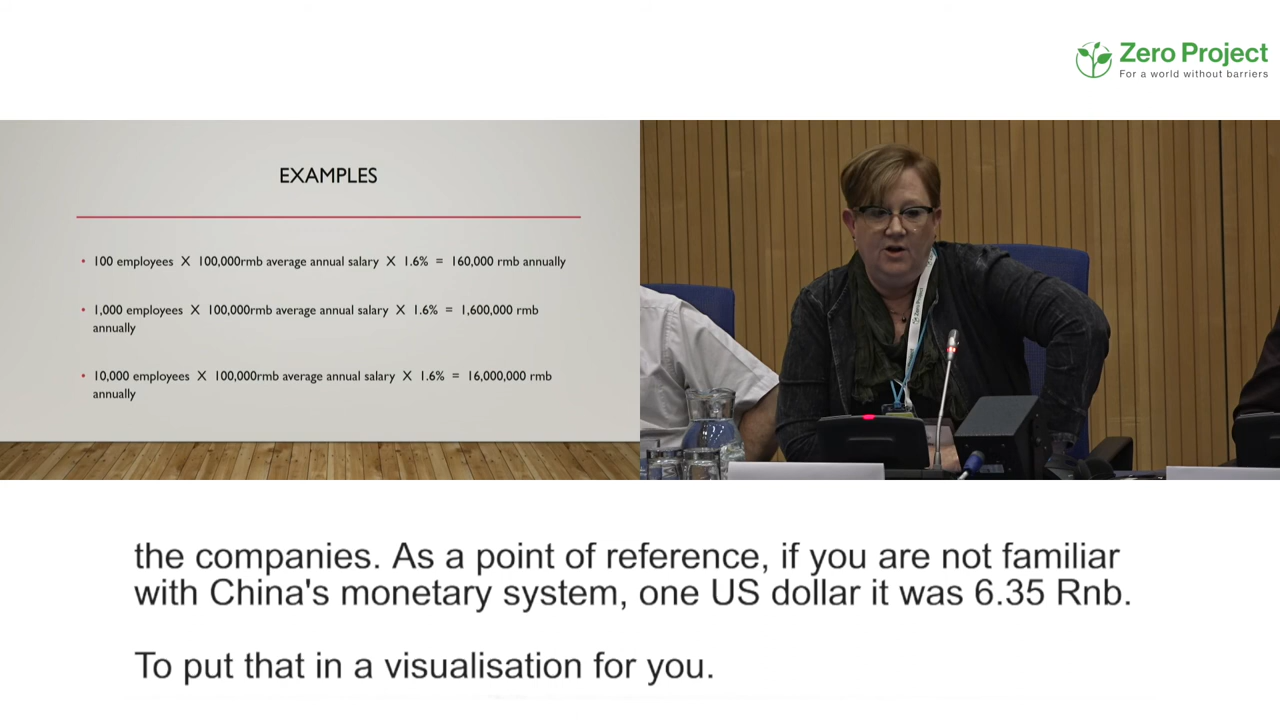 Zero Project
For a world without barriers
EXAMPLES
• 100 employees X 100,000rmb average annual salary X 1.6% = 160,000 rmb annually
• 1,000 employees X 100,000rmb average annual salary X 1.6% = 1,600,000 rmb
annually
• 10,000 employees X 100,000rmb average annual salary X 1.6% = 16,000,000 rmb
annually
Zero Project
the companies. As a point of reference, if you are not familiar
with China's monetary system, one US dollar it was 6.35 Rnb.
To put that in a visualisation for you.